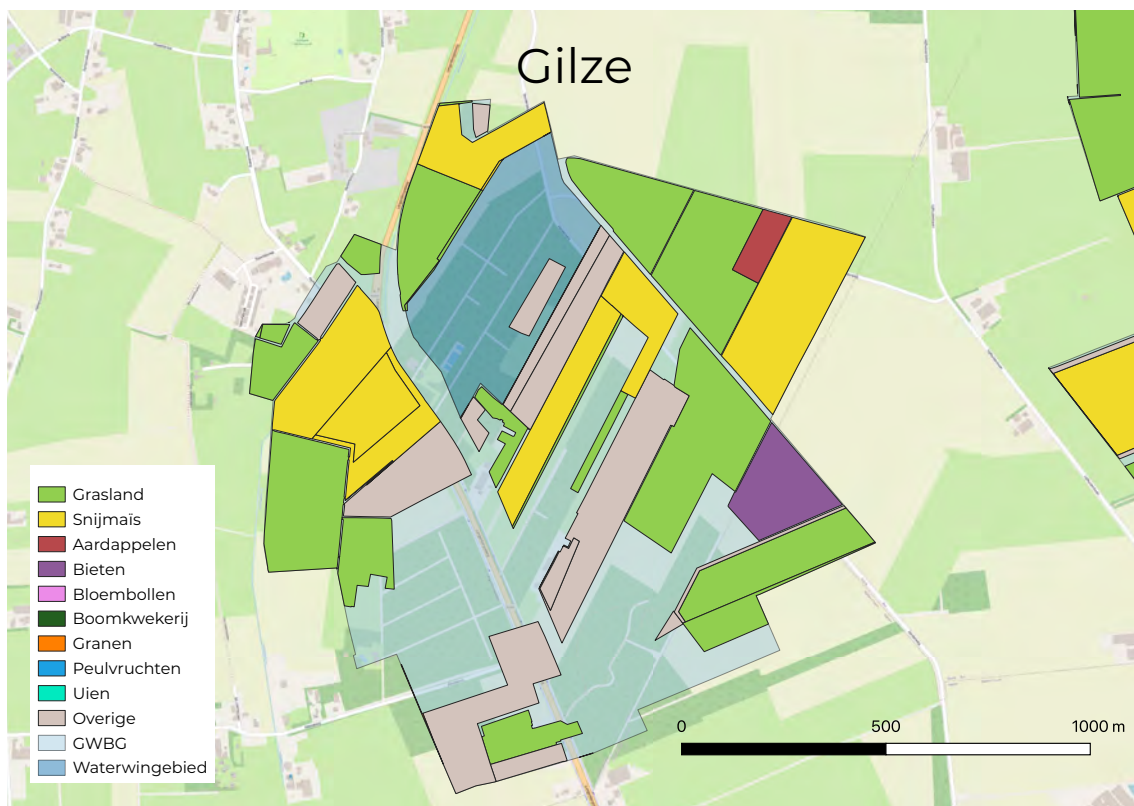 Gilze
Grasland
Snijmaïs
Aardappelen
Bieten
Bloembollen
Boomkwekerij
Granen
Peulvruchten
Uien
Overige
GWBG
Waterwingebied
0 500 1000 m